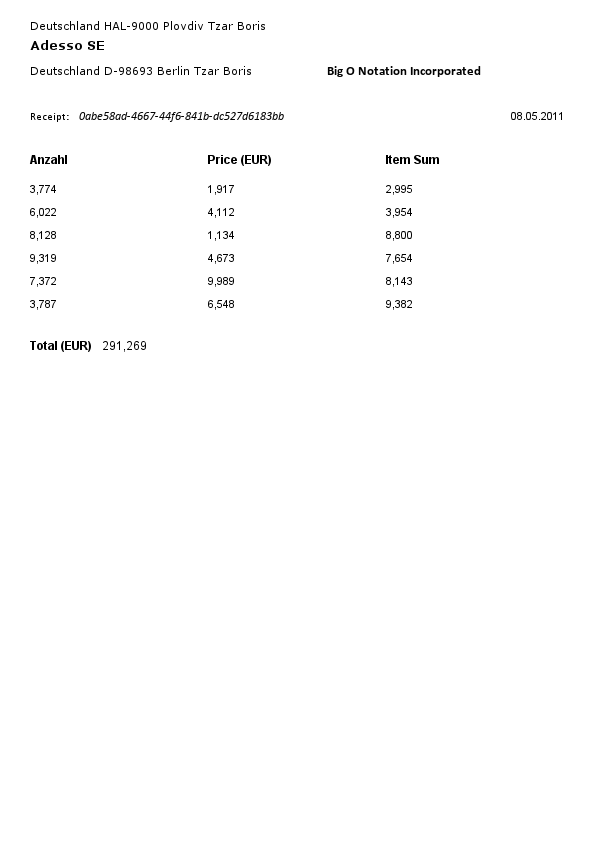 Deutschland HAL-9000 Plovdiv Tzar Boris
Adesso SE
Deutschland D-98693 Berlin Tzar Boris Big O Notation Incorporated
Receipt: 0abe58ad-4667-44f6-841b-dc527d6183bb 08.05.2011
Anzahl Price (EUR) Item Sum
3,774 1,917 2,995
6,022 4,112 3,954
8,128 1,134 8,800
9,319 4,673 7,654
7,372 9,989 8,143
3,787 6,548 9,382
Total (EUR) 291,269